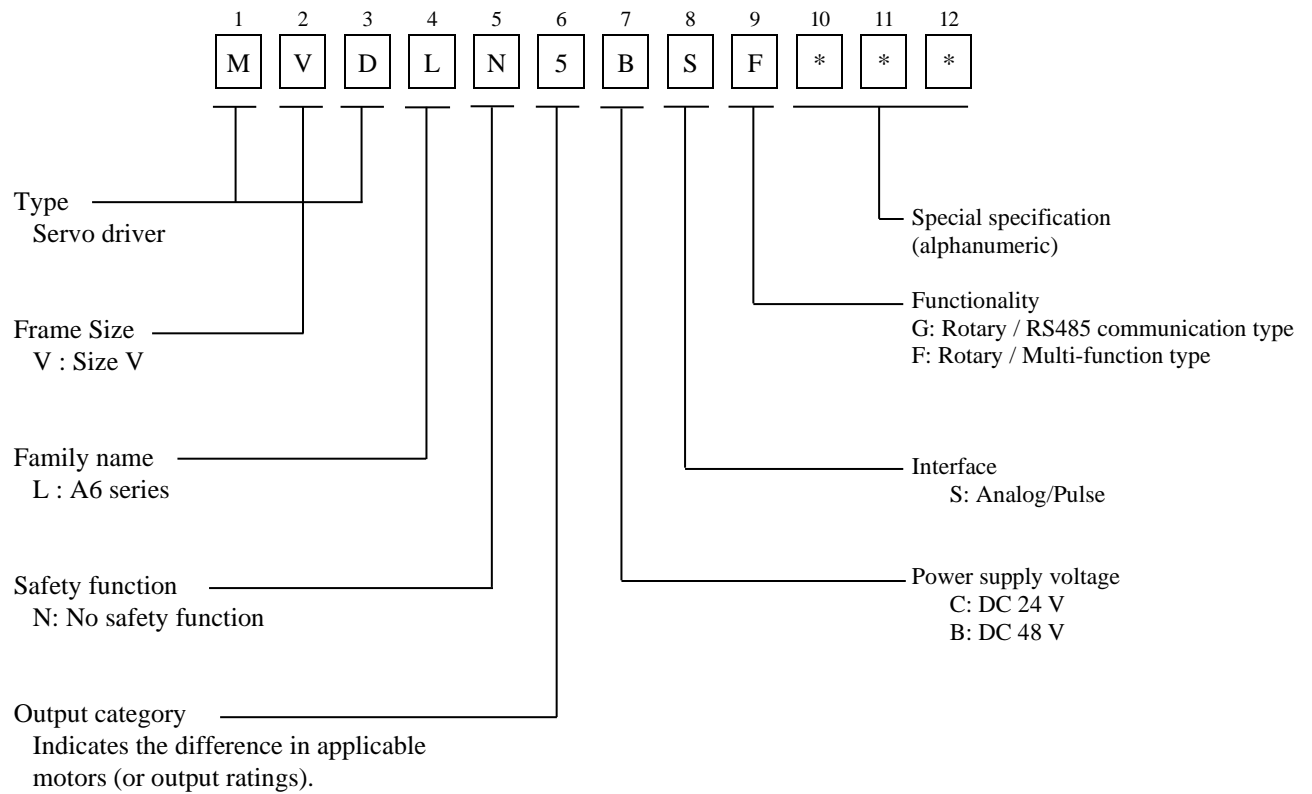 1 2 3 4 5 6 7 8 9 10 11 12
M V D L N 5 B S F * * *
Type
Servo driver
Frame Size
V : Size V
Family name
L : A6 series
Safety function
N: No safety function
Output category
Indicates the difference in applicable
motors (or output ratings).
Special specification
(alphanumeric)
Functionality
G: Rotary / RS485 communication type
F: Rotary / Multi-function type
Interface
S: Analog/Pulse
Power supply voltage
C: DC 24 V
B: DC 48 V